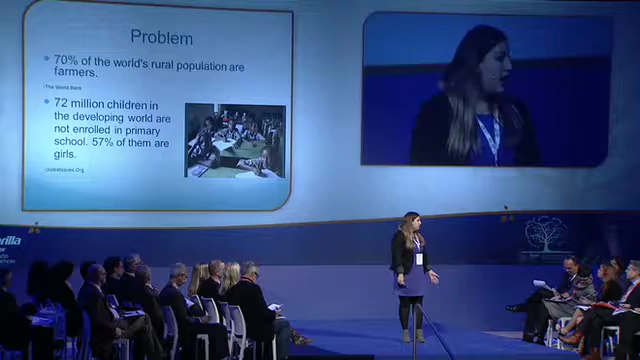 Problem
70% of the world's rural population are
farmers.
The World Bank
72 million children in
the developing world are
not enrolled in primary
school. 57% of them are
girls.
Globalissues.Org